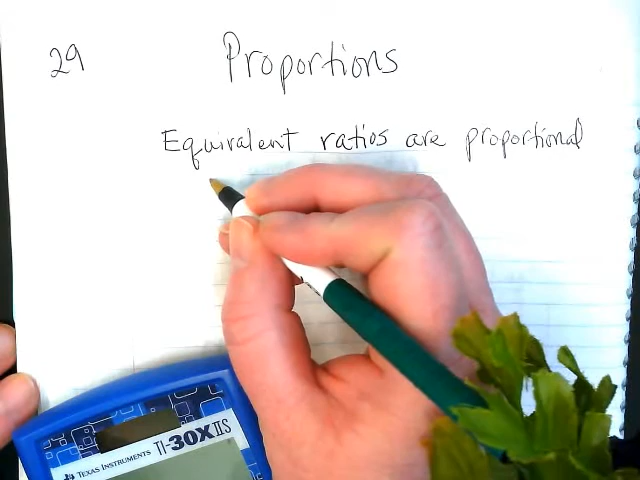 29
Proportions
Equivalent ratios are proportional
TEXAS INSTRUMENTS TI-30XIIS